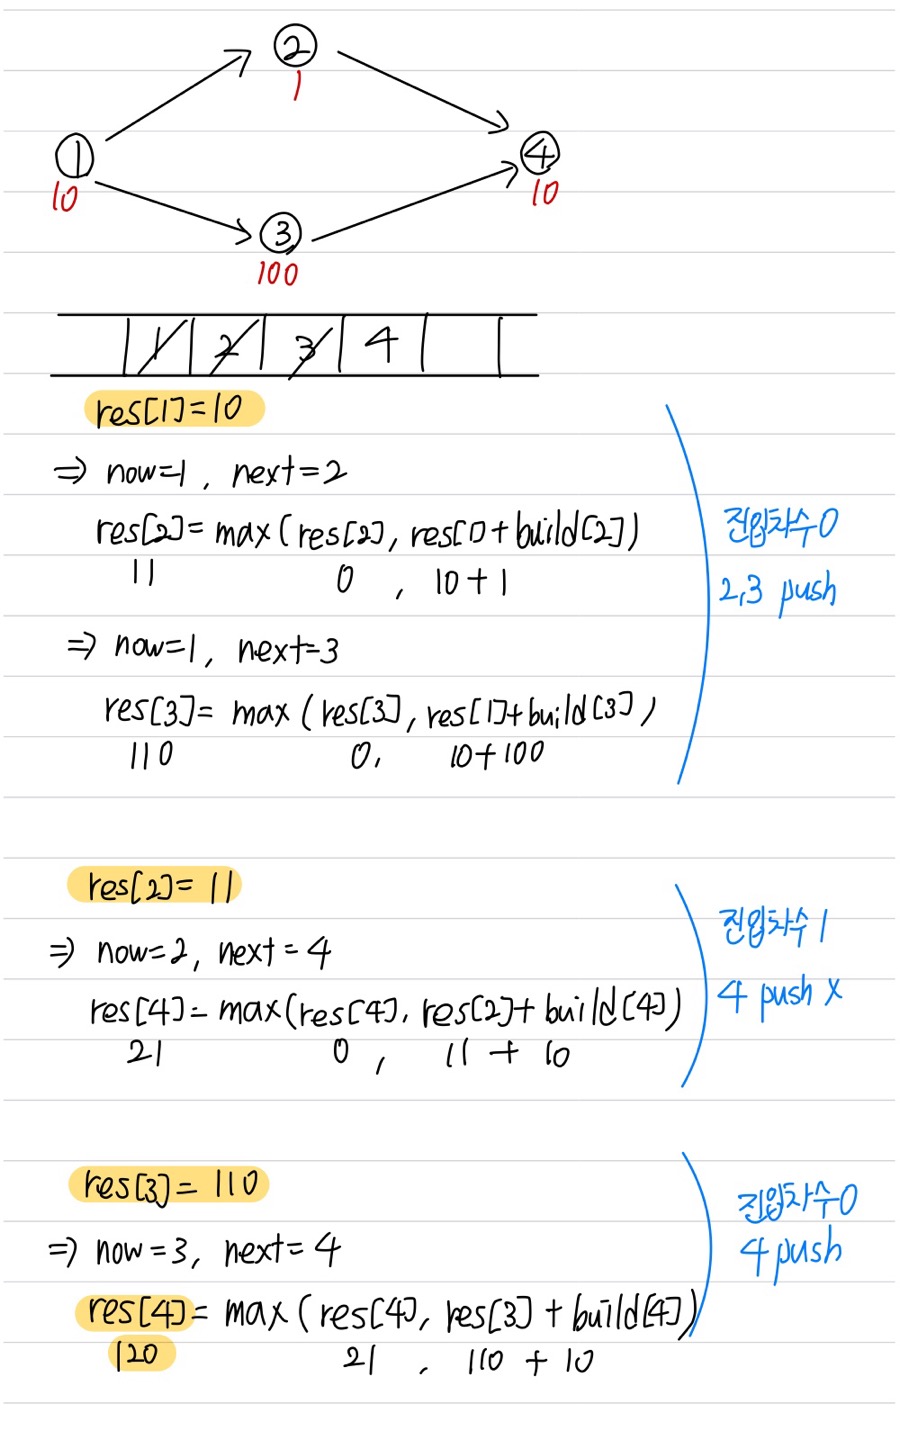 2
1
1
4
10
10
3
100
1 2 3 4
res[1]=10
⇒ now=1, next=2
res[2]=max(res[2], res[1]+build[2])
11 0 , 10+1
진입차수0
2,3 push
⇒ now=1, next=3
res[3]= max (res[3], res[1]+build[3])
110 0, 10+100
res[2]= 11
⇒ now=2, next=4
res[4]=max(res[4], res[2]+build[4])
21 0 , 11 + 10
진입차수1
4 push x
res[3]=110
⇒ now=3, next=4
res[4]= max (res[4], res[3]+build[4])
120 21 , 110 + 10
진입차수0
4 push